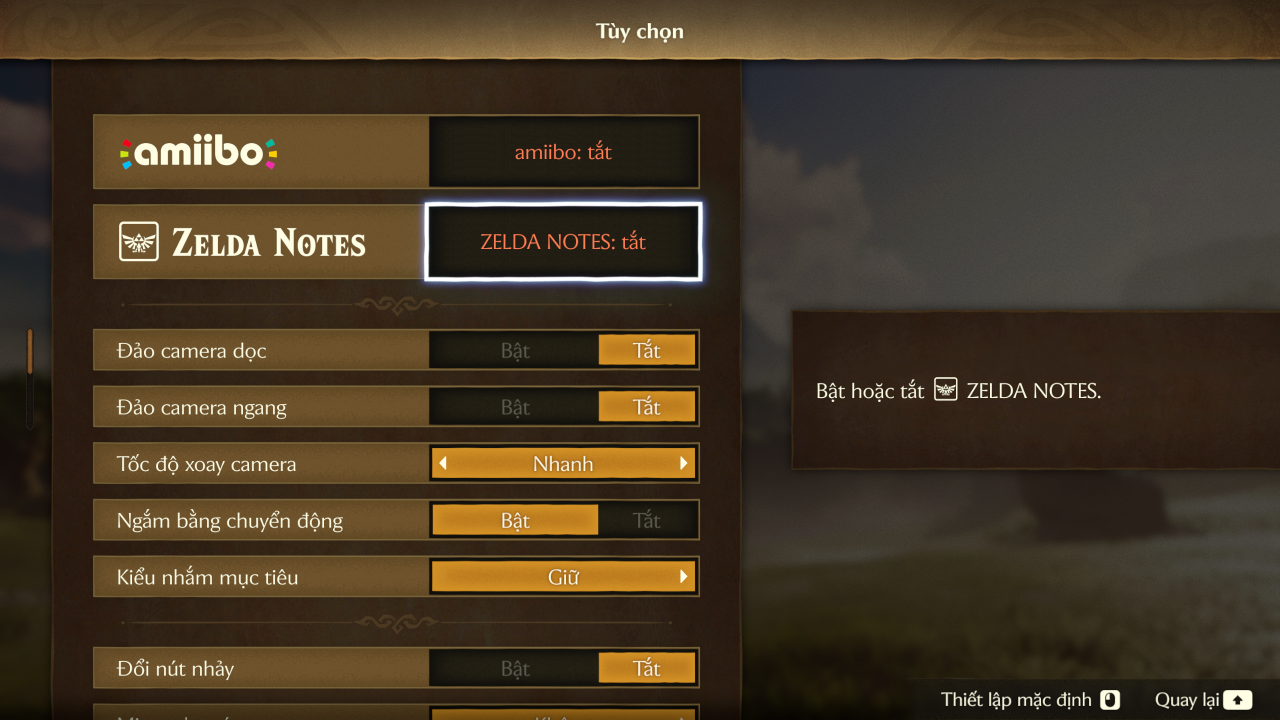 Tùy chọn
amiibo
amiibo: tắt
ZELDA NOTES
ZELDA NOTES: tắt
Đảo camera dọc
Bật
Tắt
Đảo camera ngang
Bật
Tắt
Tốc độ xoay camera
Nhanh
Ngắm bằng chuyển động
Bật
Tắt
Kiểu nhắm mục tiêu
Giữ
Đổi nút nhảy
Bật
Tắt
Bật hoặc tắt ZELDA NOTES.
Thiết lập mặc định
Quay lại